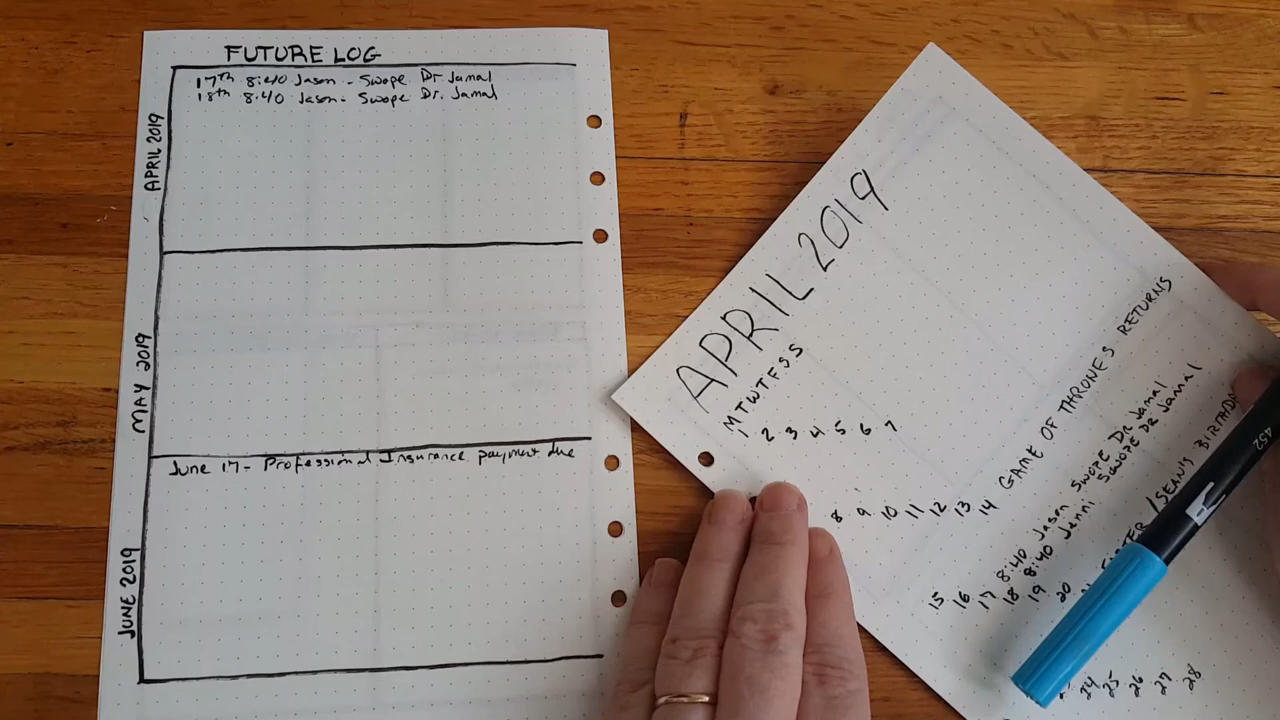 FUTURE LOG
APRIL 2019
17th 8:40 Jason - Swope Dr Jamal
18th 8:40 Jason - Swope Dr. Jamal
MAY 2019
JUNE 2019
June 17 - Professional Insurance payment due
APRIL 2019
M T W T F S S
1 2 3 4 5 6 7
8 9 10 11 12 13 14 GAME OF THRONES RETURNS
15
16
17 8:40 Jason Swope Dr Jamal
18 8:40 Jenni Swope Dr Jamal
19
20
/SEAN'S
24
25
26
27
28
452